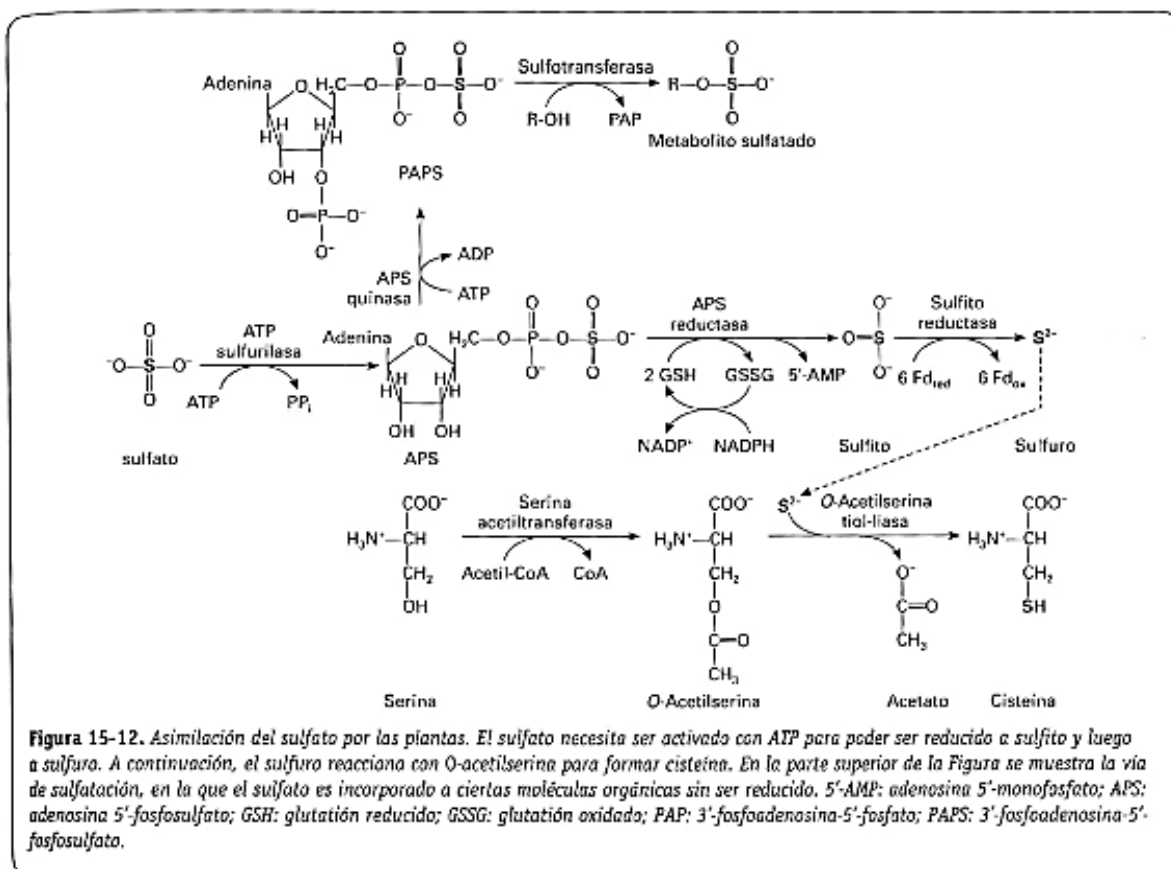 Adenina
O
H₂C–O–P–O–S–O⁻
O O
O⁻ O
H H
H H
OH O
O=P–O⁻
O⁻
PAPS
Sulfotransferasa
R-OH PAP
O
R–O–S–O⁻
O
Metabolito sulfatado
ADP
APS
quinasa
ATP
O
⁻O–S–O⁻
O
sulfato
ATP
sulfurilasa
ATP PPᵢ
Adenina
O
H₂C–O–P–O–S–O⁻
O O
O⁻ O
H H
H H
OH OH
APS
APS
reductasa
2 GSH GSSG 5'-AMP
NADP⁺ NADPH
O⁻
O=S
O⁻
Sulfito
Sulfito
reductasa
6 Fd_red 6 Fd_ox
S²⁻
Sulfuro
COO⁻
H₃N⁺–CH
CH₂
OH
Serina
Serina
acetiltransferasa
Acetil-CoA CoA
COO⁻
H₃N⁺–CH
CH₂
O
C=O
CH₃
O-Acetilserina
S²⁻
O-Acetilserina
tiol-liasa
O⁻
C=O
CH₃
Acetato
COO⁻
H₃N⁺–CH
CH₂
SH
Cisteína
Figura 15-12. Asimilación del sulfato por las plantas. El sulfato necesita ser activado con ATP para poder ser reducido a sulfito y luego
a sulfuro. A continuación, el sulfuro reacciona con O-acetilserina para formar cisteína. En la parte superior de la Figura se muestra la vía
de sulfatación, en la que el sulfato es incorporado a ciertas moléculas orgánicas sin ser reducido. 5'-AMP: adenosina 5'-monofosfato; APS:
adenosina 5'-fosfosulfato; GSH: glutatión reducido; GSSG: glutatión oxidado; PAP: 3'-fosfoadenosina-5'-fosfato; PAPS: 3'-fosfoadenosina-5'-
fosfosulfato.